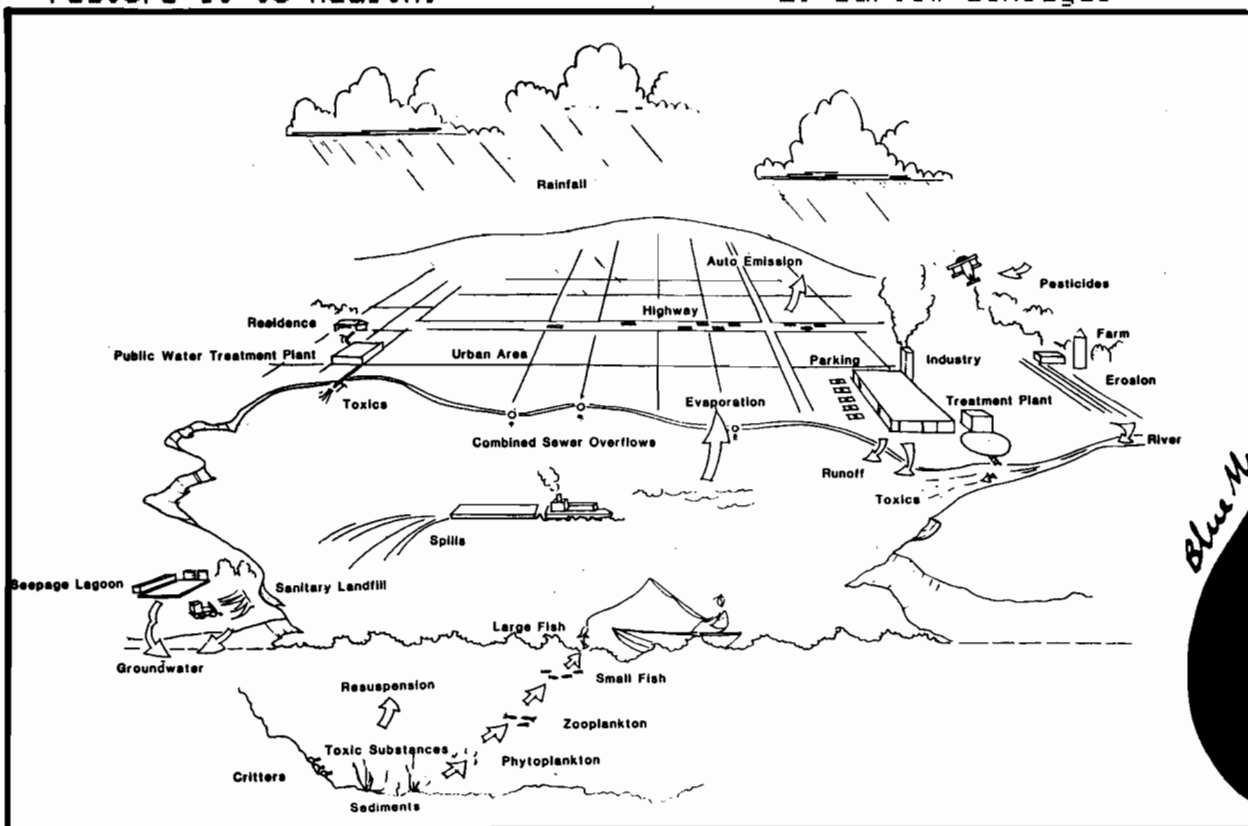 Rainfall
Auto Emission
Pesticides
Highway
Residence
Farm
Public Water Treatment Plant
Urban Area
Parking
Industry
Erosion
Toxics
Evaporation
Treatment Plant
Combined Sewer Overflows
River
Runoff
Toxics
Spills
Seepage Lagoon
Sanitary Landfill
Large Fish
Groundwater
Small Fish
Resuspension
Zooplankton
Toxic Substances
Phytoplankton
Critters
Sediments
Blue